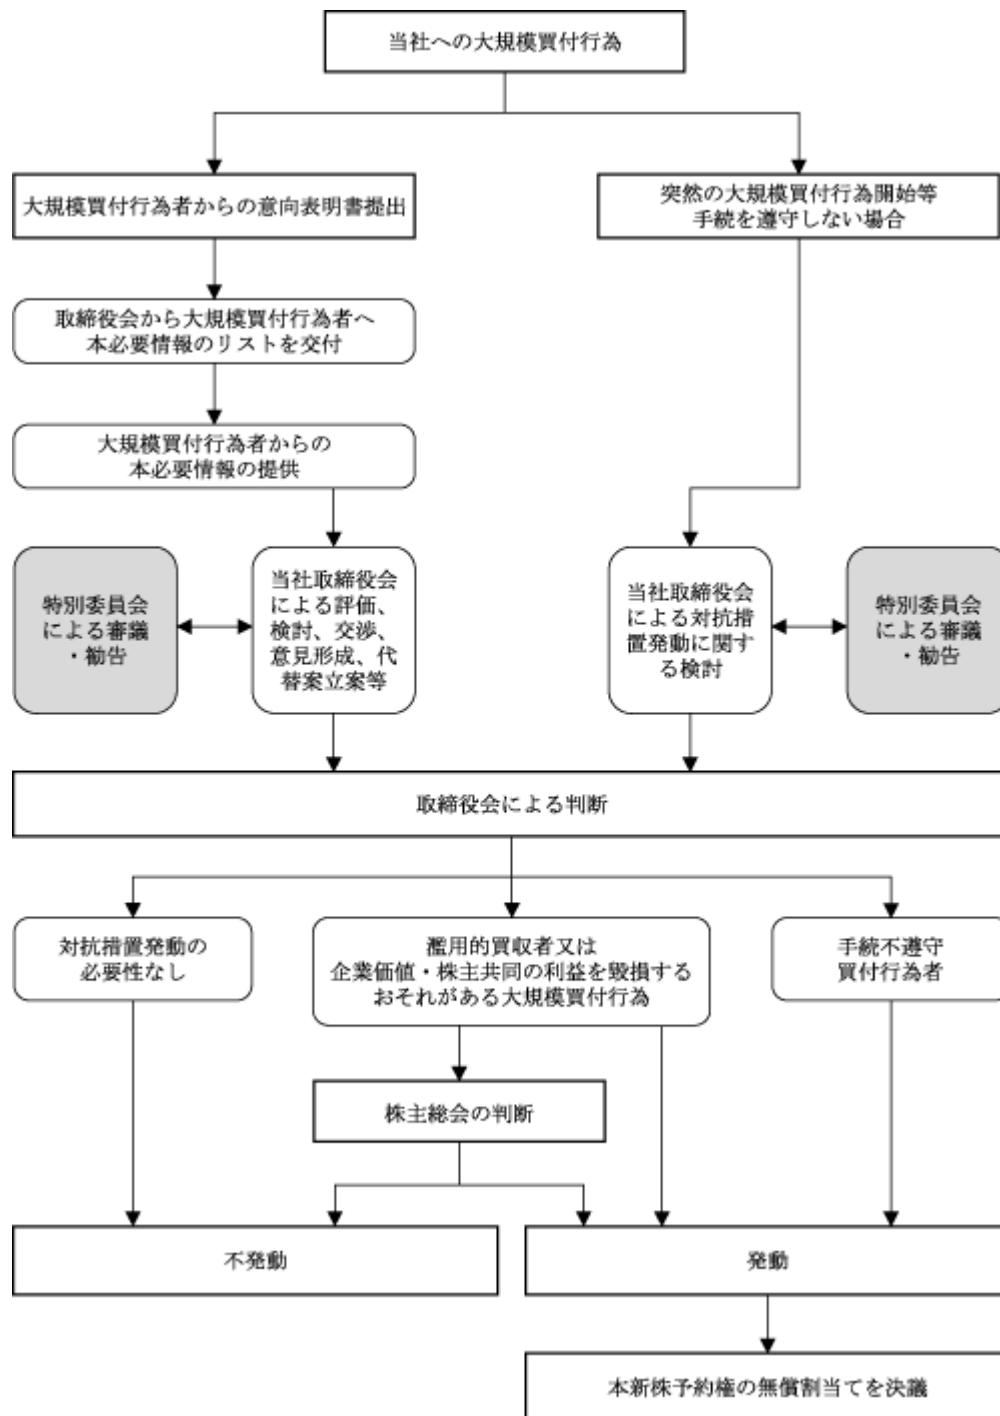 当社への大規模買付行為
大規模買付行為者からの意向表明書提出
突然の大規模買付行為開始等
手続を遵守しない場合
取締役会から大規模買付行為者へ
本必要情報のリストを交付
大規模買付行為者からの
本必要情報の提供
特別委員会
による審議
・勧告
当社取締役会
による評価、
検討、交渉、
意見形成、代
替案立案等
当社取締役会
による対抗措
置発動に関す
る検討
特別委員会
による審議
・勧告
取締役会による判断
対抗措置発動の
必要性なし
濫用的買収者又は
企業価値・株主共同の利益を毀損する
おそれがある大規模買付行為
手続不遵守
買付行為者
株主総会の判断
不発動
発動
本新株予約権の無償割当てを決議